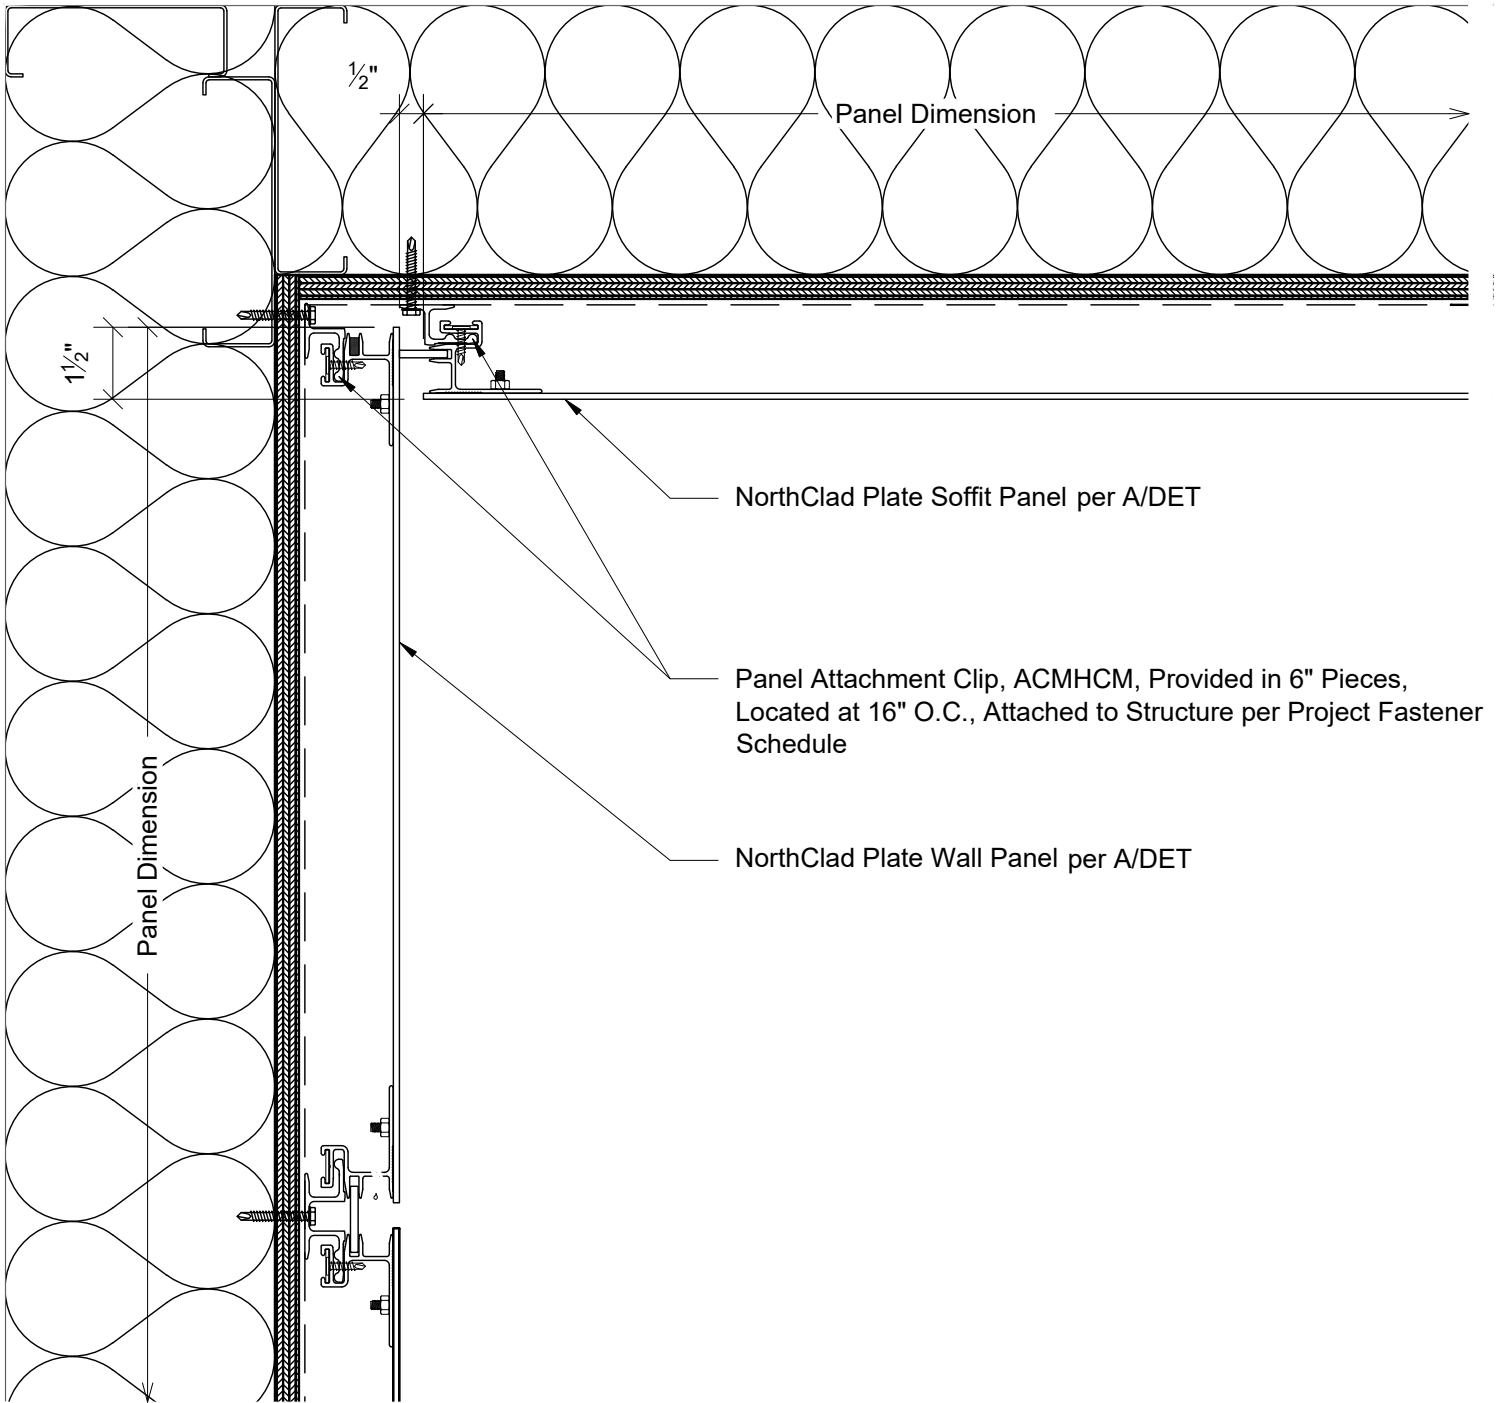 ½"
Panel Dimension
1½"
NorthClad Plate Soffit Panel per A/DET
Panel Attachment Clip, ACMHCM, Provided in 6" Pieces,
Located at 16" O.C., Attached to Structure per Project Fastener
Schedule
Panel Dimension
NorthClad Plate Wall Panel per A/DET